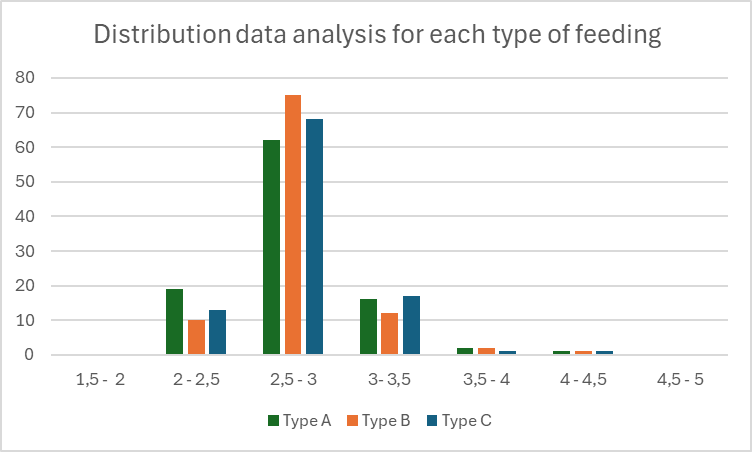 Distribution data analysis for each type of feeding
80
70
60
50
40
30
20
10
0
1,5 - 2
2 - 2,5
2,5 - 3
3- 3,5
3,5 - 4
4 - 4,5
4,5 - 5
Type A
Type B
Type C